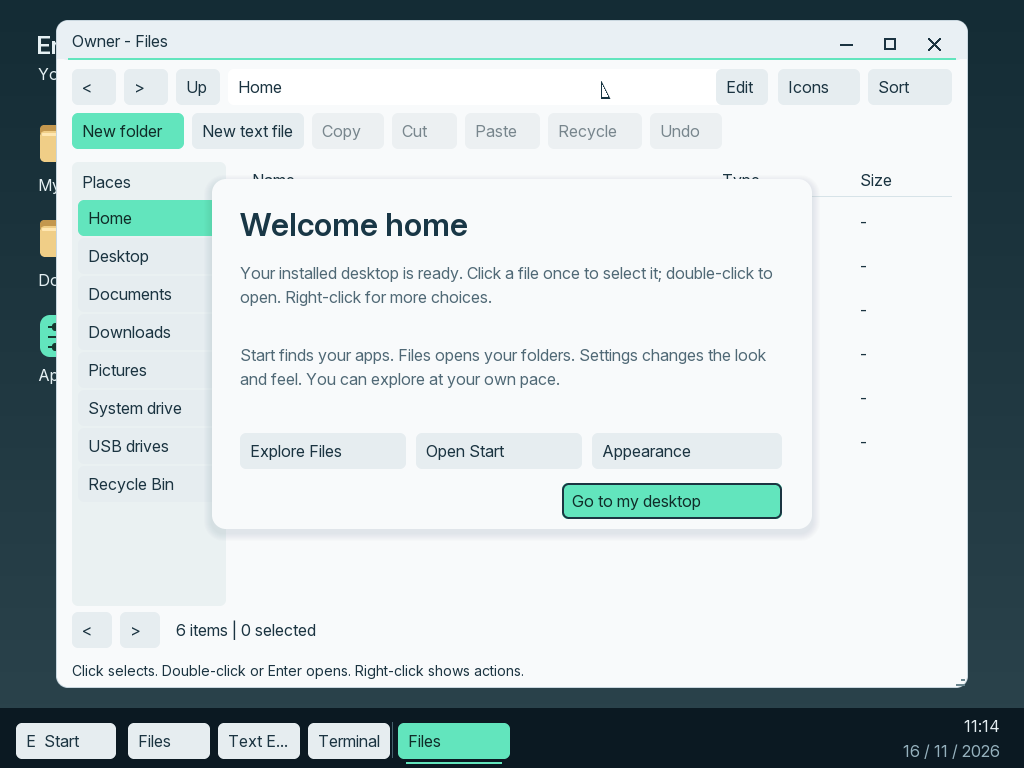 Owner - Files
< > Up Home Edit Icons Sort
New folder New text file Copy Cut Paste Recycle Undo
Places
Name Type Size
Home
Desktop
Documents
Downloads
Pictures
System drive
USB drives
Recycle Bin
-
-
-
-
-
-
Welcome home
Your installed desktop is ready. Click a file once to select it; double-click to
open. Right-click for more choices.
Start finds your apps. Files opens your folders. Settings changes the look
and feel. You can explore at your own pace.
Explore Files Open Start Appearance
Go to my desktop
< > 6 items | 0 selected
Click selects. Double-click or Enter opens. Right-click shows actions.
E Start Files Text E... Terminal Files
11:14
16 / 11 / 2026